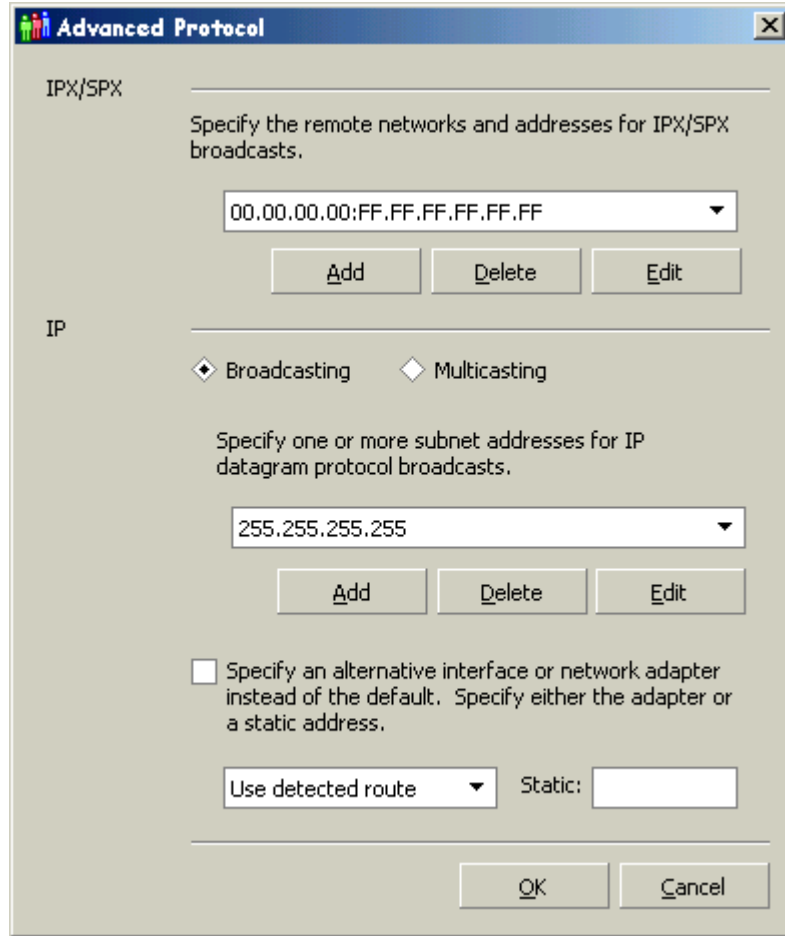 Advanced Protocol
IPX/SPX
Specify the remote networks and addresses for IPX/SPX
broadcasts.
00.00.00.00:FF.FF.FF.FF.FF.FF
Add Delete Edit
IP
Broadcasting Multicasting
Specify one or more subnet addresses for IP
datagram protocol broadcasts.
255.255.255.255
Add Delete Edit
Specify an alternative interface or network adapter
instead of the default. Specify either the adapter or
a static address.
Use detected route Static:
OK Cancel